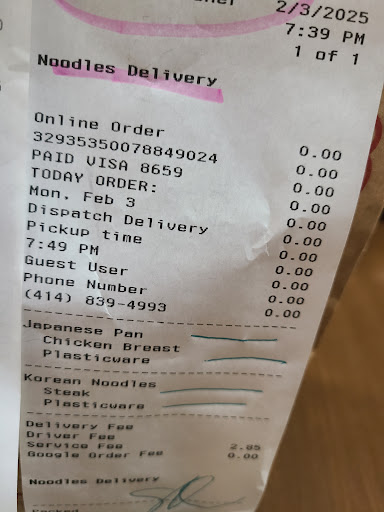 2/3/2025
7:39 PM
1 of 1
Noodles Delivery
Online Order 0.00
32935350078849024 0.00
PAID VISA 8659 0.00
TODAY ORDER: 0.00
Mon. Feb 3 0.00
Dispatch Delivery 0.00
Pickup time 0.00
7:49 PM 0.00
Guest User 0.00
Phone Number 0.00
(414) 839-4993 0.00
Japanese Pan
Chicken Breast
Plasticware
Korean Noodles
Steak
Plasticware
Delivery Fee
Driver Fee
Service Fee 2.85
Google Order Fee 0.00
Noodles Delivery